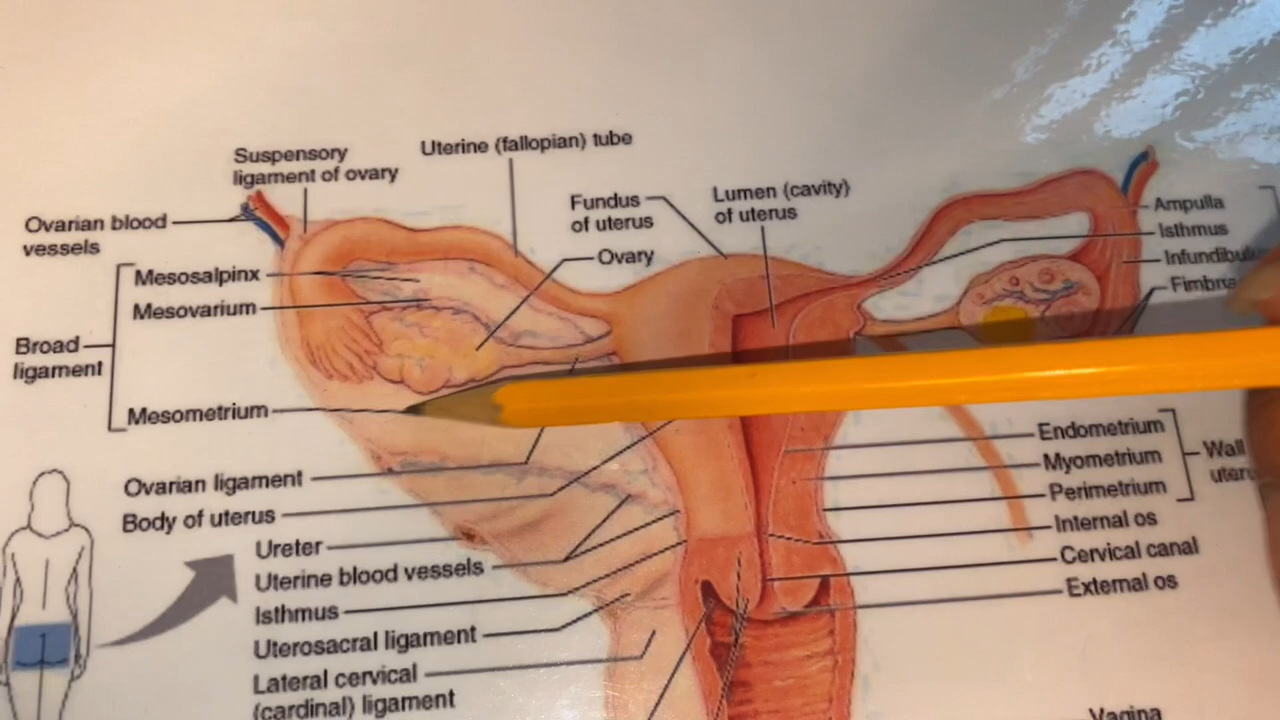 Suspensory
ligament of ovary
Uterine (fallopian) tube
Fundus
of uterus
Lumen (cavity)
of uterus
Ovarian blood
vessels
Ovary
Ampulla
Isthmus
Mesosalpinx
Mesovarium
Broad
ligament
Mesometrium
Ovarian ligament
Body of uterus
Ureter
Uterine blood vessels
Isthmus
Uterosacral ligament
Lateral cervical
(cardinal) ligament
Endometrium
Myometrium
Perimetrium
Wall
Internal os
Cervical canal
External os
Vagina